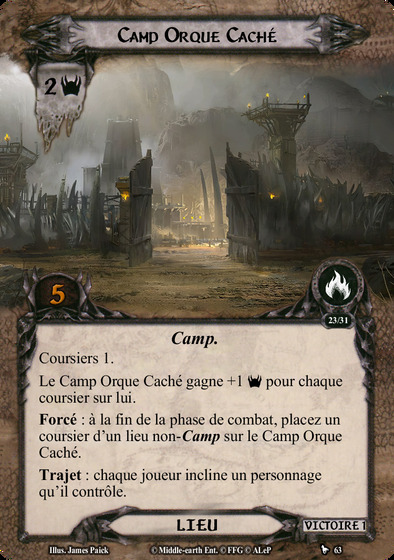 Camp Orque Caché
2
5
23/31
Camp.
Coursiers 1.
Le Camp Orque Caché gagne +1 pour chaque
coursier sur lui.
Forcé : à la fin de la phase de combat, placez un
coursier d'un lieu non-Camp sur le Camp Orque
Caché.
Trajet : chaque joueur incline un personnage
qu'il contrôle.
LIEU
VICTOIRE 1
Illus. James Paick
© Middle-earth Ent. © FFG © ALeP
63